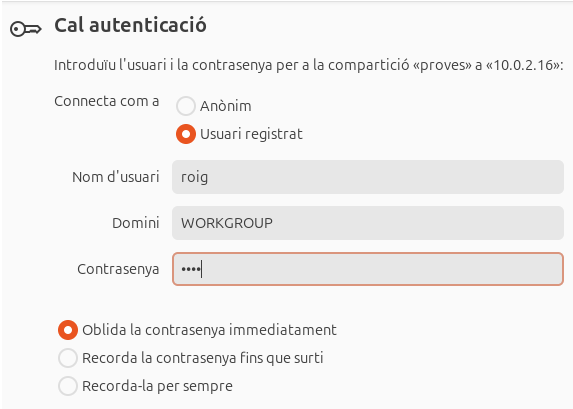 Cal autenticació
Introduïu l'usuari i la contrasenya per a la compartició «proves» a «10.0.2.16»:
Connecta com a
Anònim
Usuari registrat
Nom d'usuari
roig
Domini
WORKGROUP
Contrasenya
••••
Oblida la contrasenya immediatament
Recorda la contrasenya fins que surti
Recorda-la per sempre